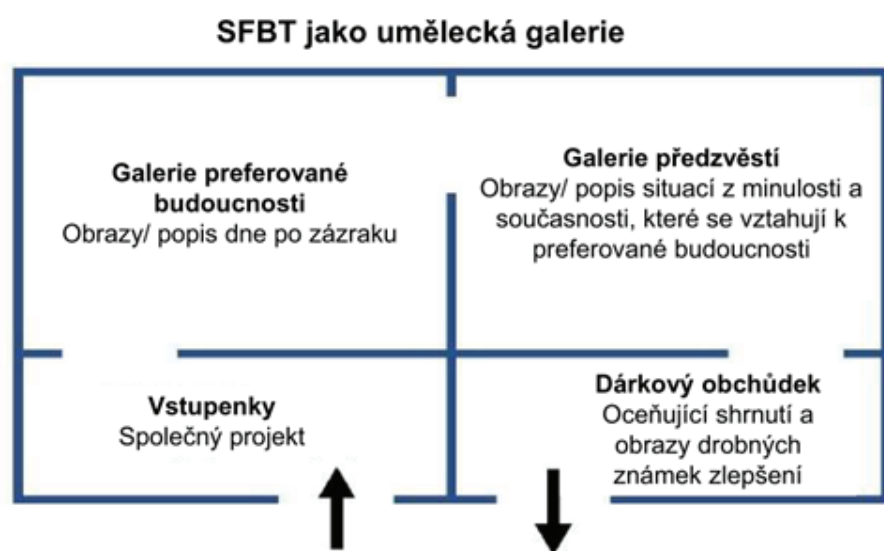 SFBT jako umělecká galerie
Galerie preferované
budoucnosti
Obrazy/ popis dne po zázraku
Galerie předzvěstí
Obrazy/ popis situací z minulosti a
současnosti, které se vztahují k
preferované budoucnosti
Vstupenky
Společný projekt
Dárkový obchůdek
Oceňující shrnutí a
obrazy drobných
známek zlepšení